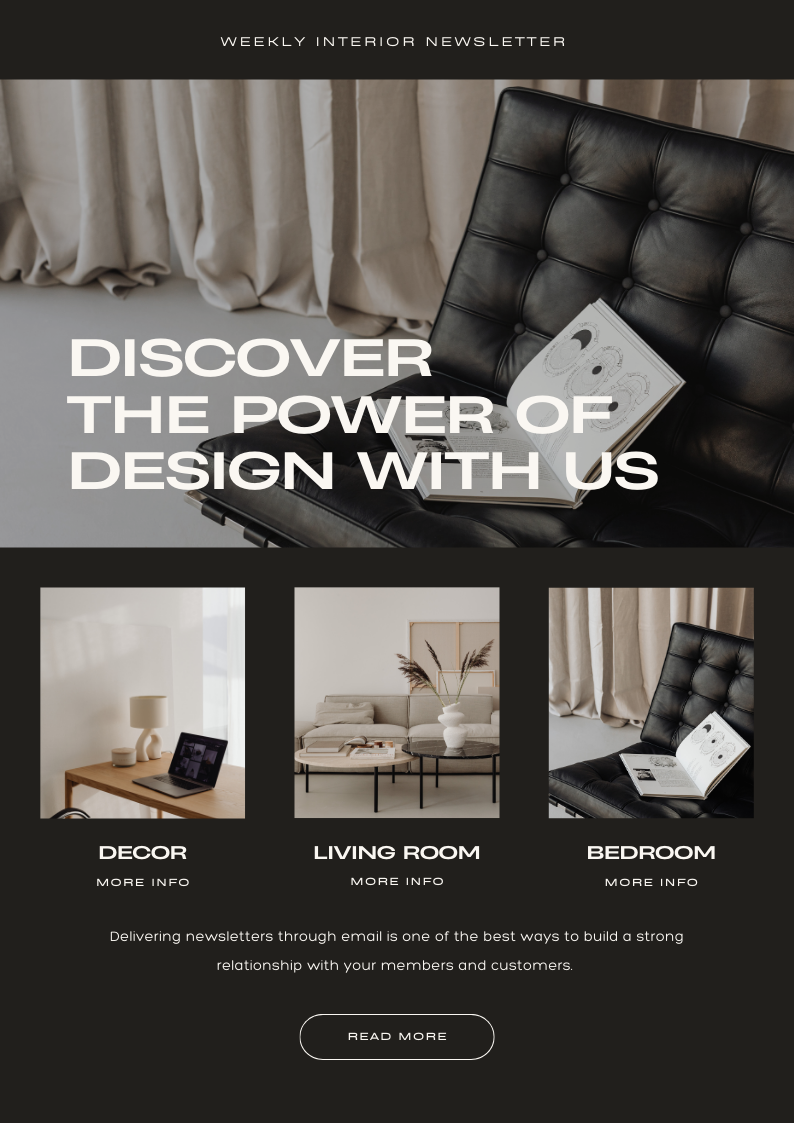 WEEKLY INTERIOR NEWSLETTER
DISCOVER
THE POWER OF
DESIGN WITH US
DECOR
MORE INFO
LIVING ROOM
MORE INFO
BEDROOM
MORE INFO
Delivering newsletters through email is one of the best ways to build a strong
relationship with your members and customers.
READ MORE